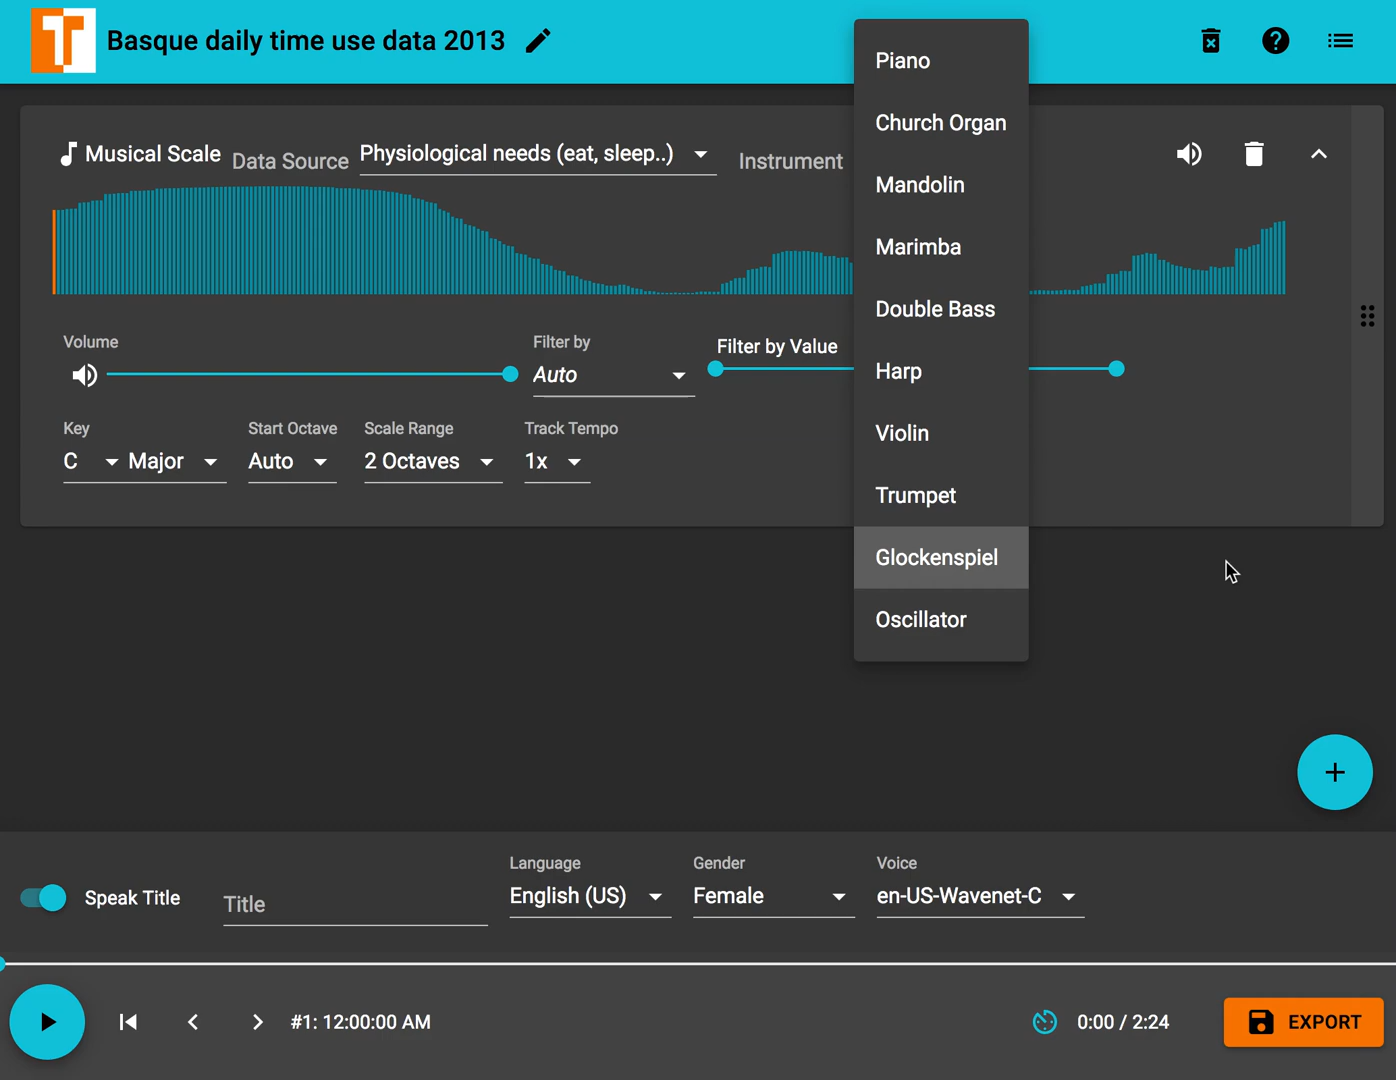 T Basque daily time use data 2013
Musical Scale Data Source Physiological needs (eat, sleep..) Instrument
Piano
Church Organ
Mandolin
Marimba
Double Bass
Harp
Violin
Trumpet
Glockenspiel
Oscillator
Volume
Filter by
Auto
Filter by Value
Key
C Major
Start Octave
Auto
Scale Range
2 Octaves
Track Tempo
1x
+
Speak Title
Title
Language
English (US)
Gender
Female
Voice
en-US-Wavenet-C
#1: 12:00:00 AM
0:00 / 2:24
EXPORT